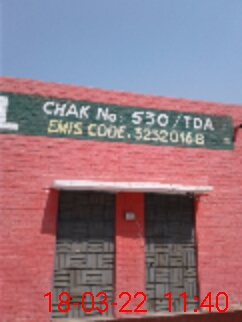 CHAK No: 530/TDA
EMIS. CODE. 32320168
18-03-22 11:40